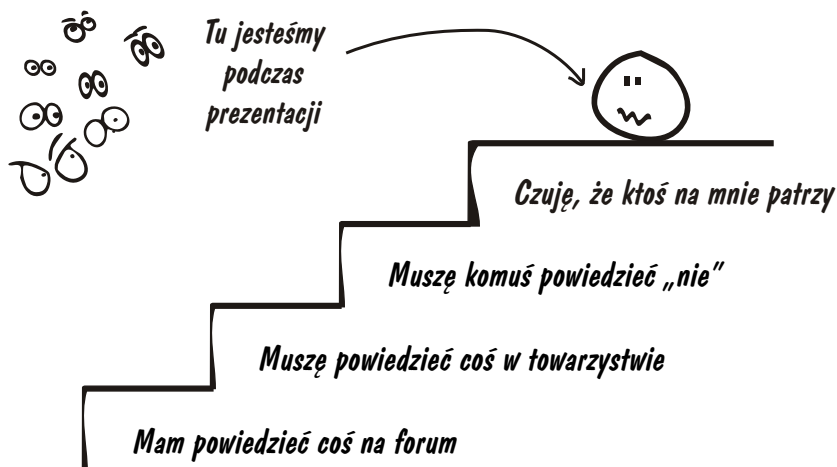 Tu jesteśmy
podczas
prezentacji
Czuję, że ktoś na mnie patrzy
Muszę komuś powiedzieć „nie”
Muszę powiedzieć coś w towarzystwie
Mam powiedzieć coś na forum